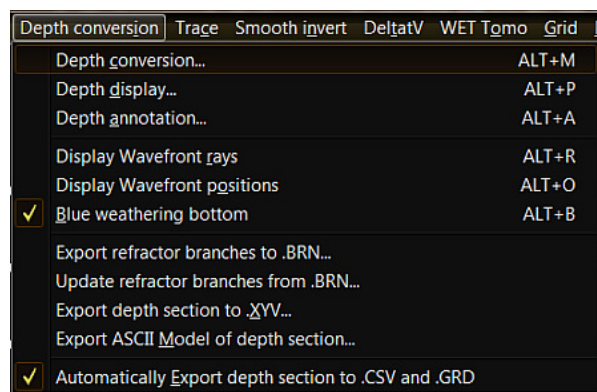 Depth conversion Trace Smooth invert DeltatV WET Tomo Grid
Depth conversion... ALT+M
Depth display... ALT+P
Depth annotation... ALT+A
Display Wavefront rays ALT+R
Display Wavefront positions ALT+O
Blue weathering bottom ALT+B
Export refractor branches to .BRN...
Update refractor branches from .BRN...
Export depth section to .XYV...
Export ASCII Model of depth section...
Automatically Export depth section to .CSV and .GRD